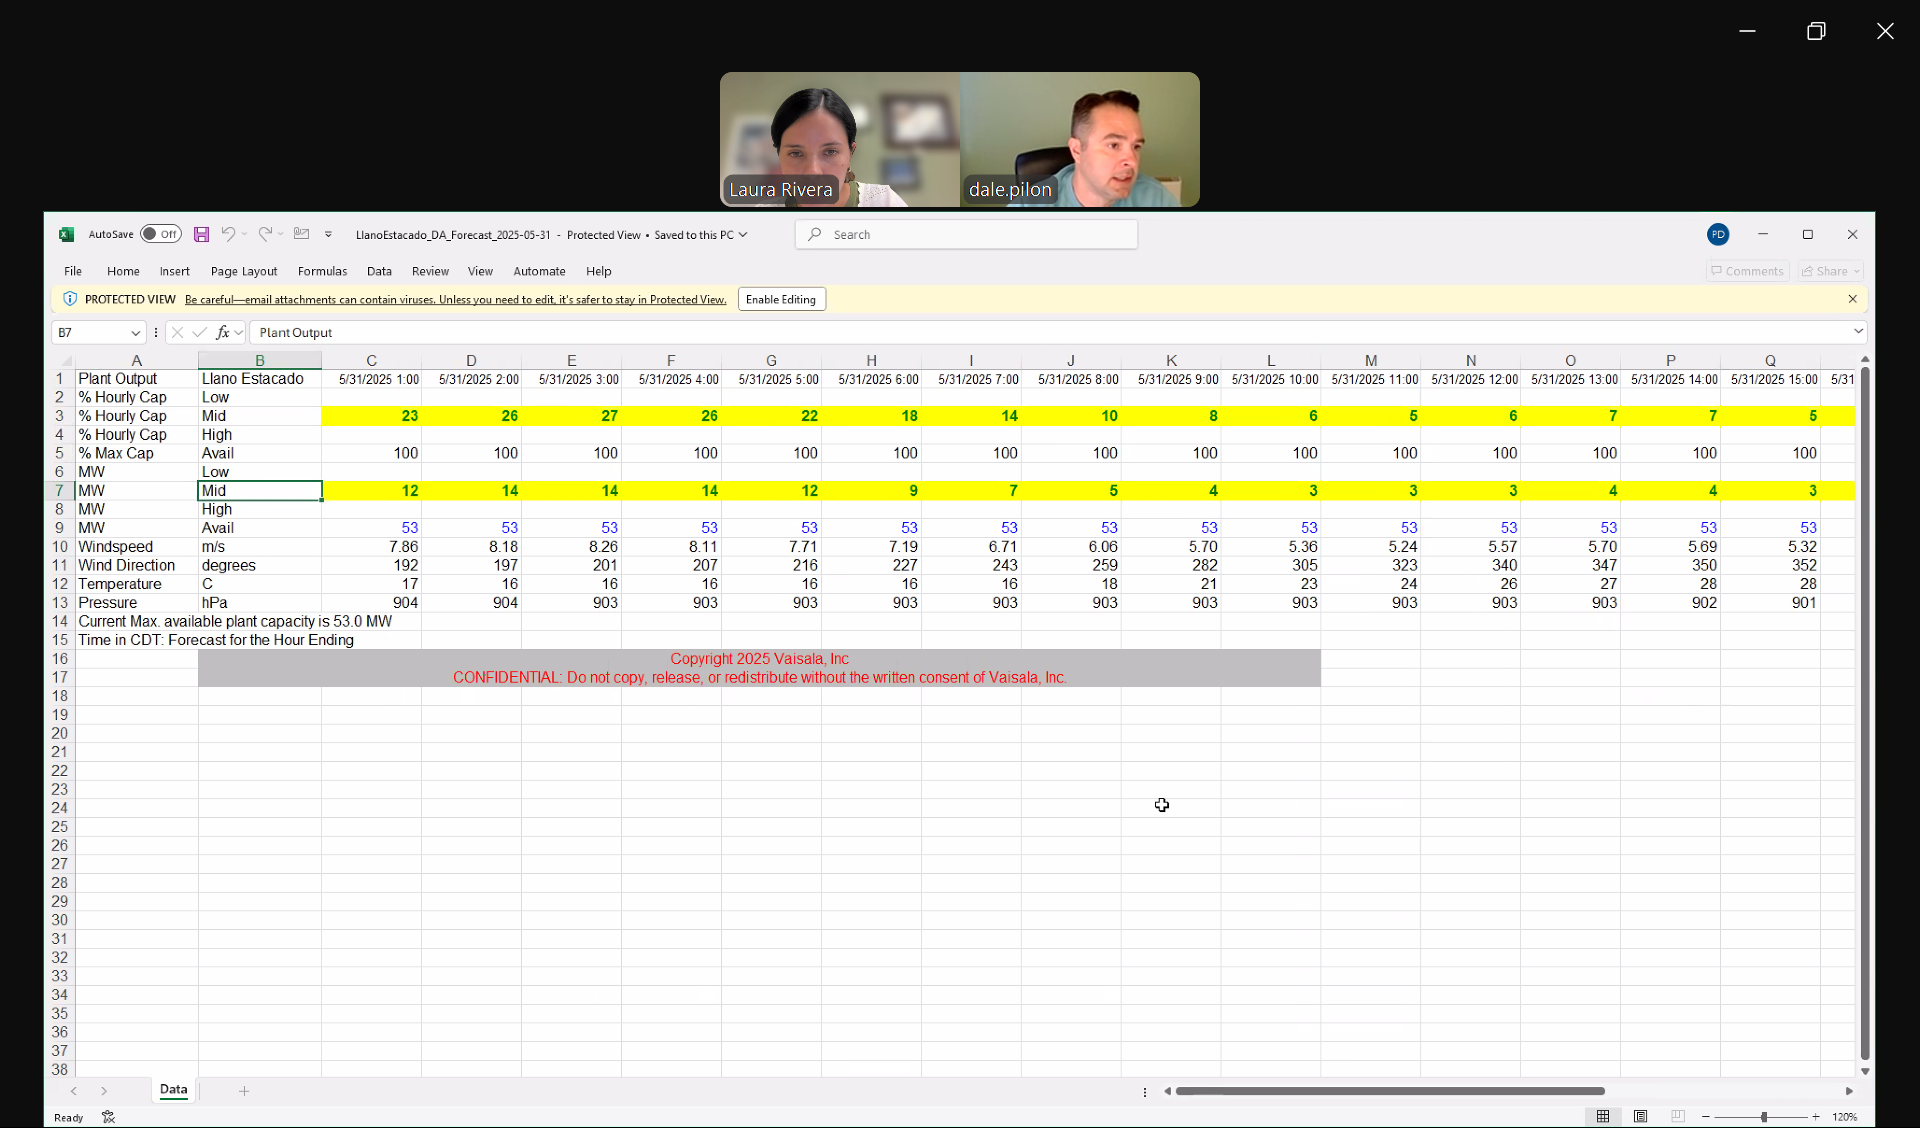 Laura Rivera
dale.pilon
AutoSave Off LlanoEstacado_DA_Forecast_2025-05-31 - Protected View • Saved to this PC Search PD
File Home Insert Page Layout Formulas Data Review View Automate Help Comments Share
PROTECTED VIEW Be careful—email attachments can contain viruses. Unless you need to edit, it's safer to stay in Protected View. Enable Editing
B7 fx Plant Output
A B C D E F G H I J K L M N O P Q
1 Plant Output Llano Estacado 5/31/2025 1:00 5/31/2025 2:00 5/31/2025 3:00 5/31/2025 4:00 5/31/2025 5:00 5/31/2025 6:00 5/31/2025 7:00 5/31/2025 8:00 5/31/2025 9:00 5/31/2025 10:00 5/31/2025 11:00 5/31/2025 12:00 5/31/2025 13:00 5/31/2025 14:00 5/31/2025 15:00 5/31
2 % Hourly Cap Low
3 % Hourly Cap Mid 23 26 27 26 22 18 14 10 8 6 5 6 7 7 5
4 % Hourly Cap High
5 % Max Cap Avail 100 100 100 100 100 100 100 100 100 100 100 100 100 100 100
6 MW Low
7 MW Mid 12 14 14 14 12 9 7 5 4 3 3 3 4 4 3
8 MW High
9 MW Avail 53 53 53 53 53 53 53 53 53 53 53 53 53 53 53
10 Windspeed m/s 7.86 8.18 8.26 8.11 7.71 7.19 6.71 6.06 5.70 5.36 5.24 5.57 5.70 5.69 5.32
11 Wind Direction degrees 192 197 201 207 216 227 243 259 282 305 323 340 347 350 352
12 Temperature C 17 16 16 16 16 16 16 18 21 23 24 26 27 28 28
13 Pressure hPa 904 904 903 903 903 903 903 903 903 903 903 903 903 902 901
14 Current Max. available plant capacity is 53.0 MW
15 Time in CDT: Forecast for the Hour Ending
16 Copyright 2025 Vaisala, Inc
17 CONFIDENTIAL: Do not copy, release, or redistribute without the written consent of Vaisala, Inc.
18
19
20
21
22
23
24
25
26
27
28
29
30
31
32
33
34
35
36
37
38
Data
Ready 120%